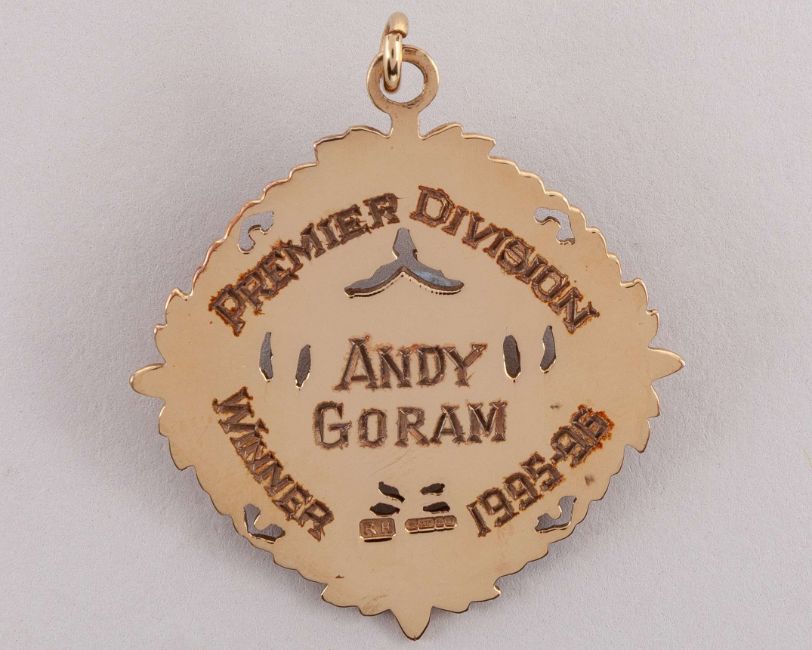 PREMIER DIVISION
ANDY
GORAM
WINNER 1995-96